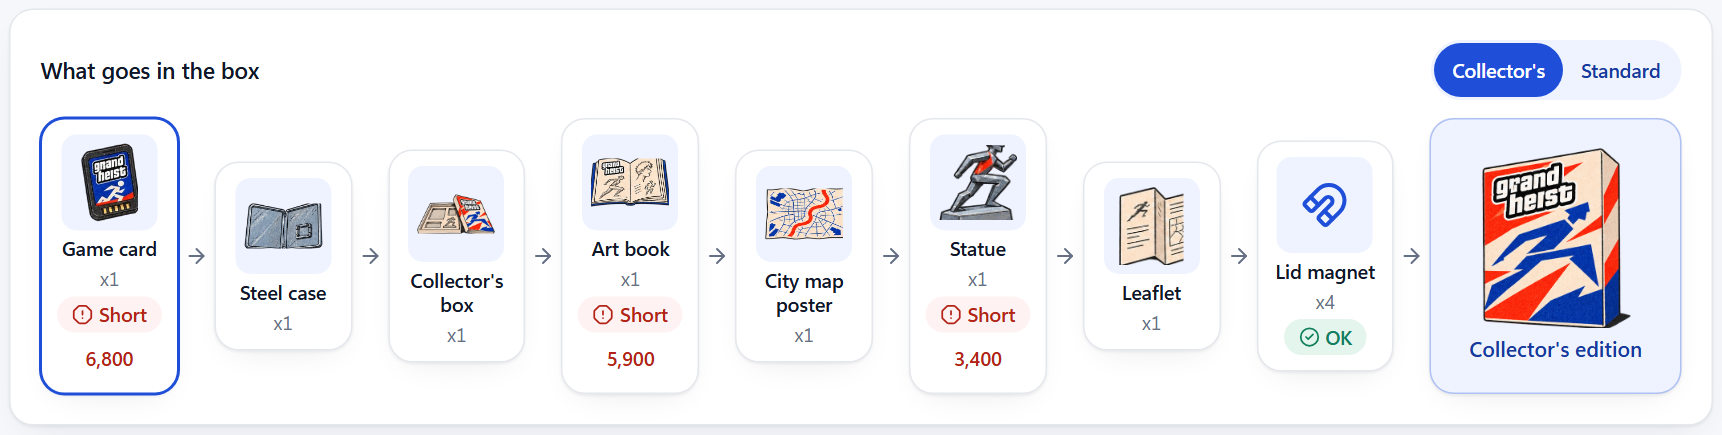 What goes in the box
Collector's
Standard
grand
heist
Game card
x1
Short
6,800
Steel case
x1
Collector's
box
x1
grand
heist
Art book
x1
Short
5,900
City map
poster
x1
Statue
x1
Short
3,400
Leaflet
x1
Lid magnet
x4
OK
grand
heist
Collector's edition